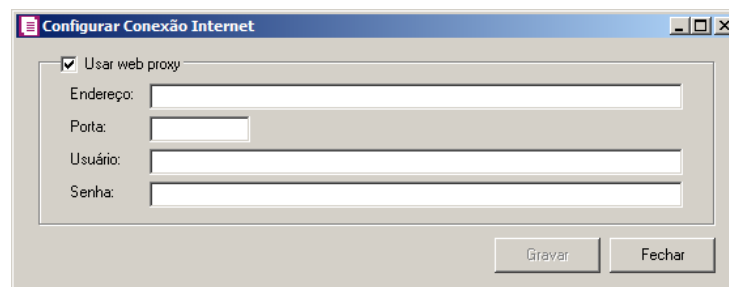 Configurar Conexão Internet
Usar web proxy
Endereço:
Porta:
Usuário:
Senha:
Gravar Fechar